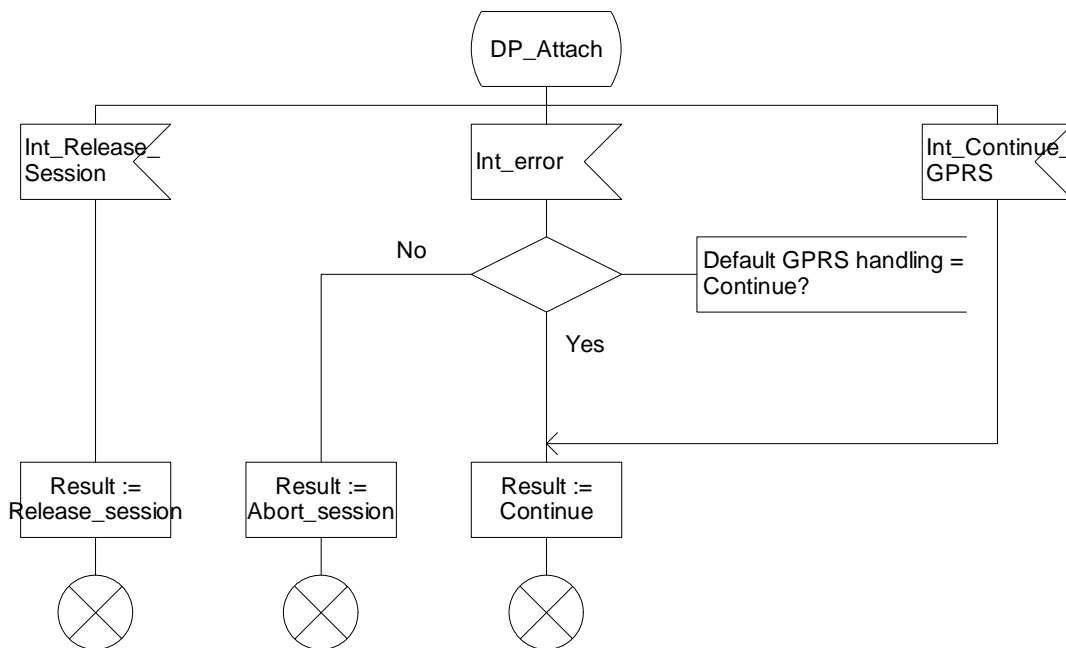 DP_Attach
Int_Release_
Session
Int_error
Int_Continue_
GPRS
No
Default GPRS handling =
Continue?
Yes
Result :=
Release_session
Result :=
Abort_session
Result :=
Continue